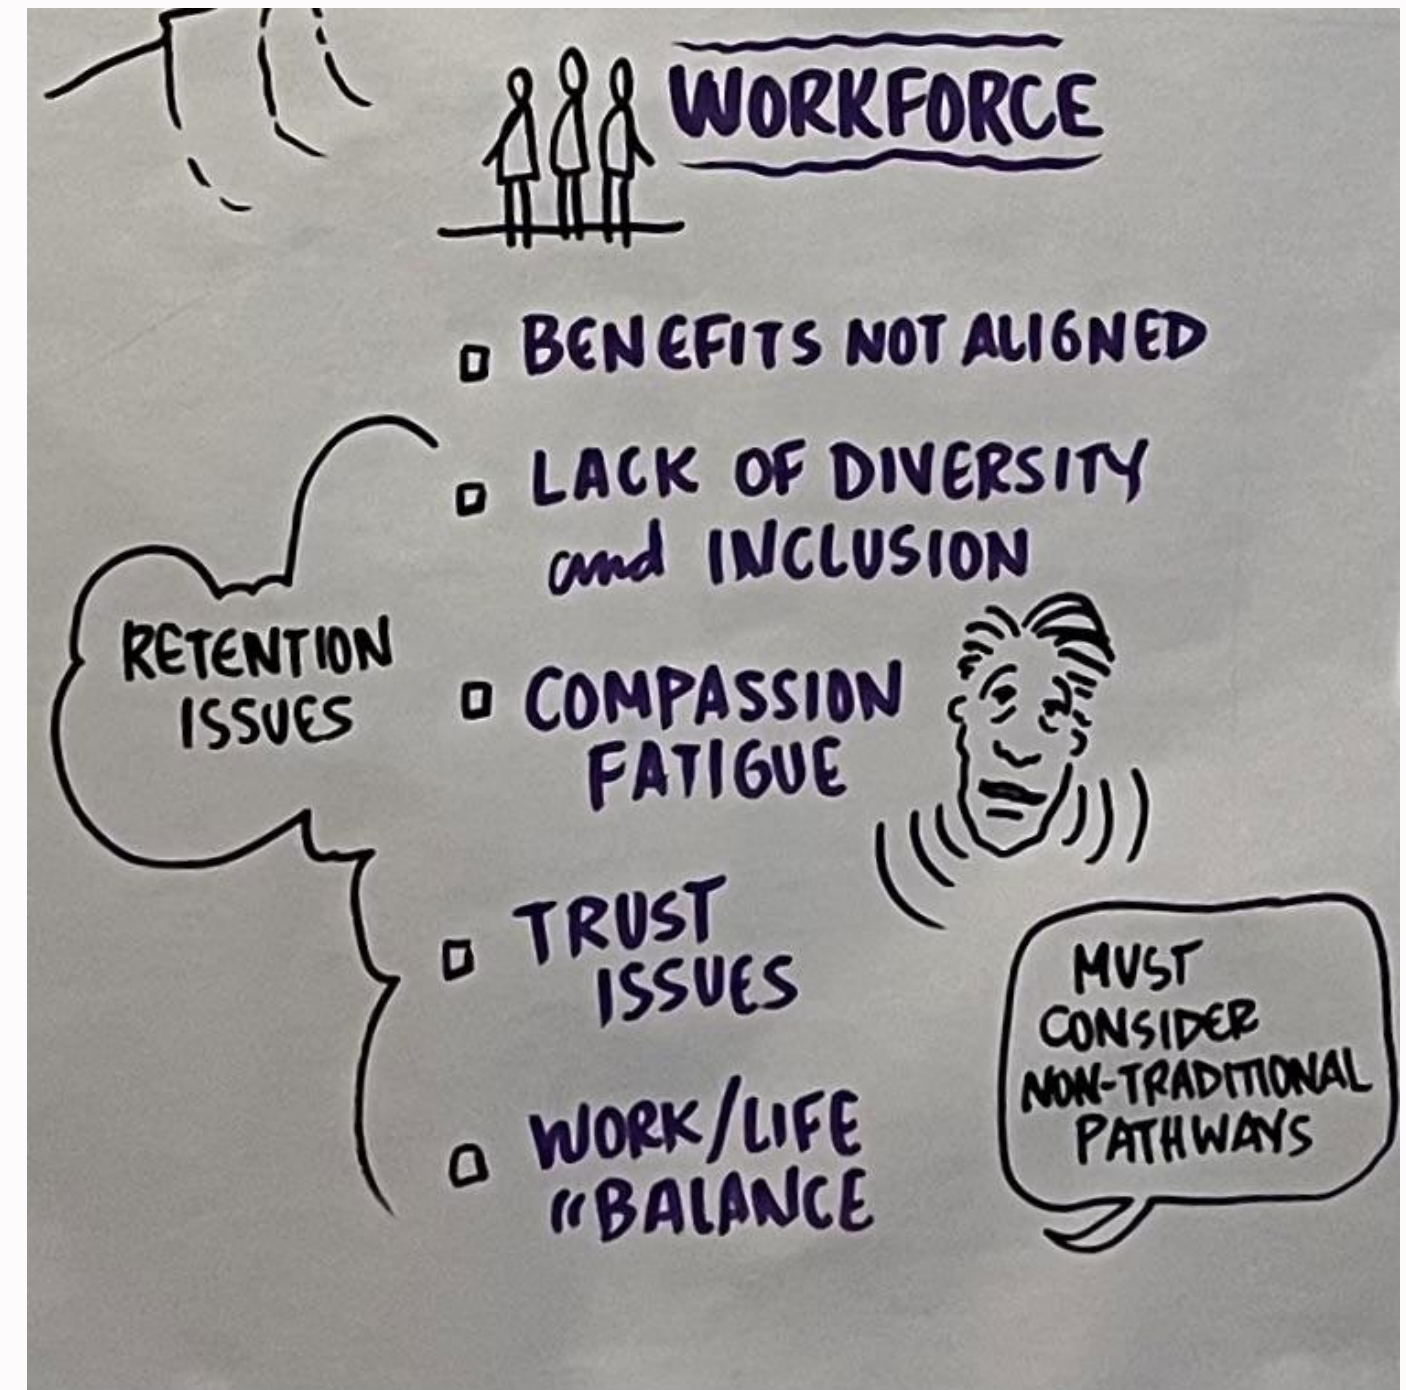 WORKFORCE
BENEFITS NOT ALIGNED
LACK OF DIVERSITY
and INCLUSION
RETENTION
ISSUES
COMPASSION
FATIGUE
TRUST
ISSUES
MUST
CONSIDER
NON-TRADITIONAL
PATHWAYS
WORK/LIFE
"BALANCE